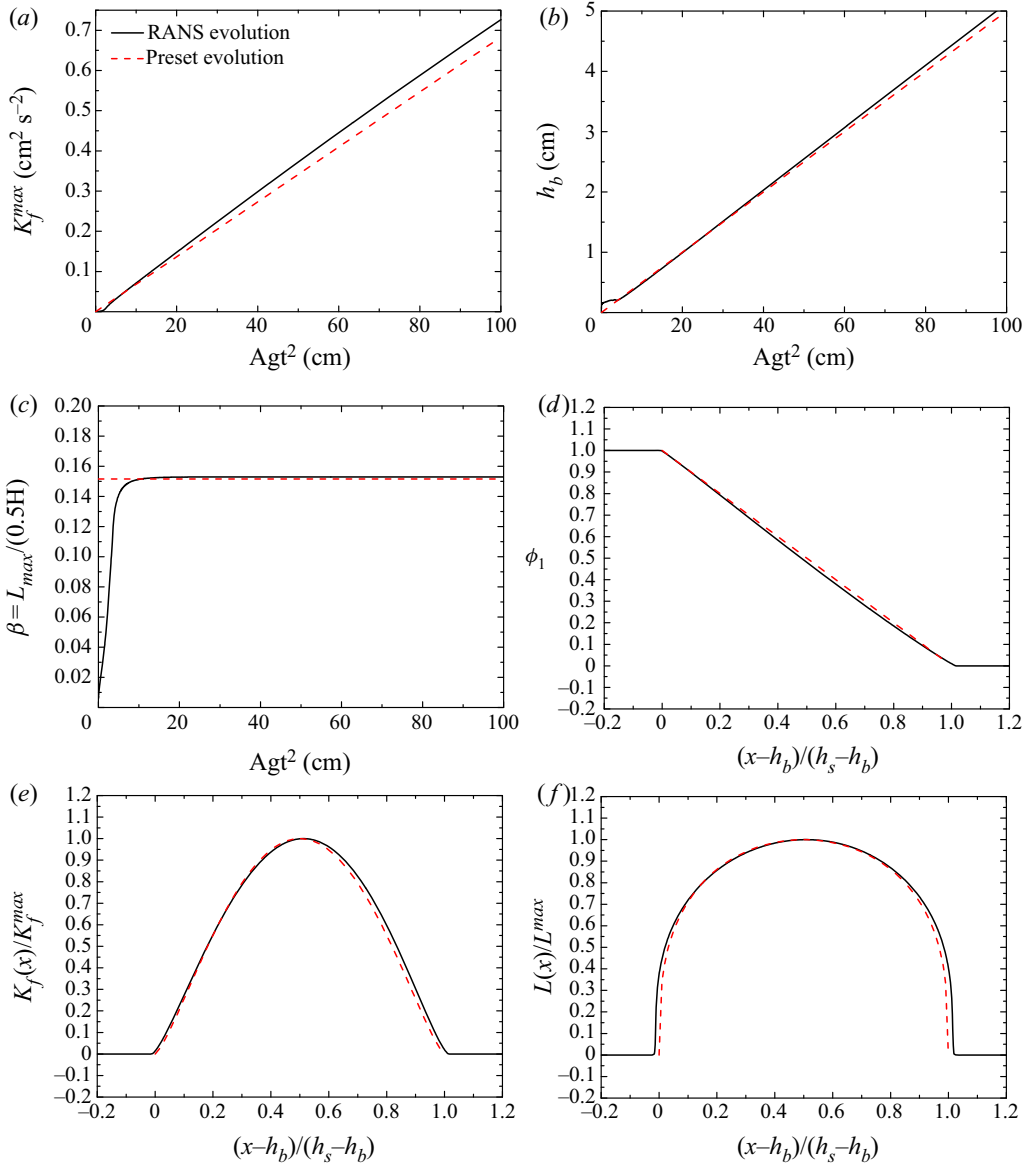 (a)
0.7
0.6
0.5
0.4
0.3
0.2
0.1
0 20 40 60 80 100
K_f^{max} (cm² s⁻²)
Agt² (cm)
RANS evolution
Preset evolution
(b)
5
4
3
2
1
0 20 40 60 80 100
h_b (cm)
Agt² (cm)
(c)
0.20
0.18
0.16
0.14
0.12
0.10
0.08
0.06
0.04
0.02
0 20 40 60 80 100
β = L_{max}/(0.5H)
Agt² (cm)
(d)
1.2
1.1
1.0
0.9
0.8
0.7
0.6
0.5
0.4
0.3
0.2
0.1
0
–0.1
–0.2
–0.2 0 0.2 0.4 0.6 0.8 1.0 1.2
ϕ₁
(x–h_b)/(h_s–h_b)
(e)
1.2
1.1
1.0
0.9
0.8
0.7
0.6
0.5
0.4
0.3
0.2
0.1
0
–0.1
–0.2
–0.2 0 0.2 0.4 0.6 0.8 1.0 1.2
K_f(x)/K_f^{max}
(x–h_b)/(h_s–h_b)
(f)
1.2
1.1
1.0
0.9
0.8
0.7
0.6
0.5
0.4
0.3
0.2
0.1
0
–0.1
–0.2
–0.2 0 0.2 0.4 0.6 0.8 1.0 1.2
L(x)/L^{max}
(x–h_b)/(h_s–h_b)